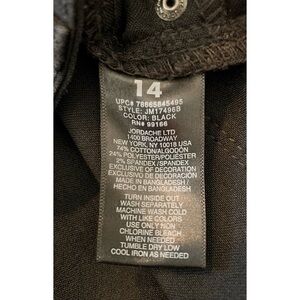 14
UPC# 78665845495
STYLE: JM17496B
COLOR: BLACK
RN# 99166
JORDACHE LTD
1400 BROADWAY
NEW YORK, NY 10018 USA
74% COTTON/ALGODON
24% POLYESTER/POLIESTER
2% SPANDEX/SPANDEX
EXCLUSIVE OF DECORATION
EXCLUSIVO DE DECORACION
MADE IN BANGLADESH/
HECHO EN BANGLADESH
TURN INSIDE OUT
WASH SEPARATELY
MACHINE WASH COLD
WITH LIKE COLORS
USE ONLY NON
CHLORINE BLEACH
WHEN NEEDED
TUMBLE DRY LOW
COOL IRON AS NEEDED